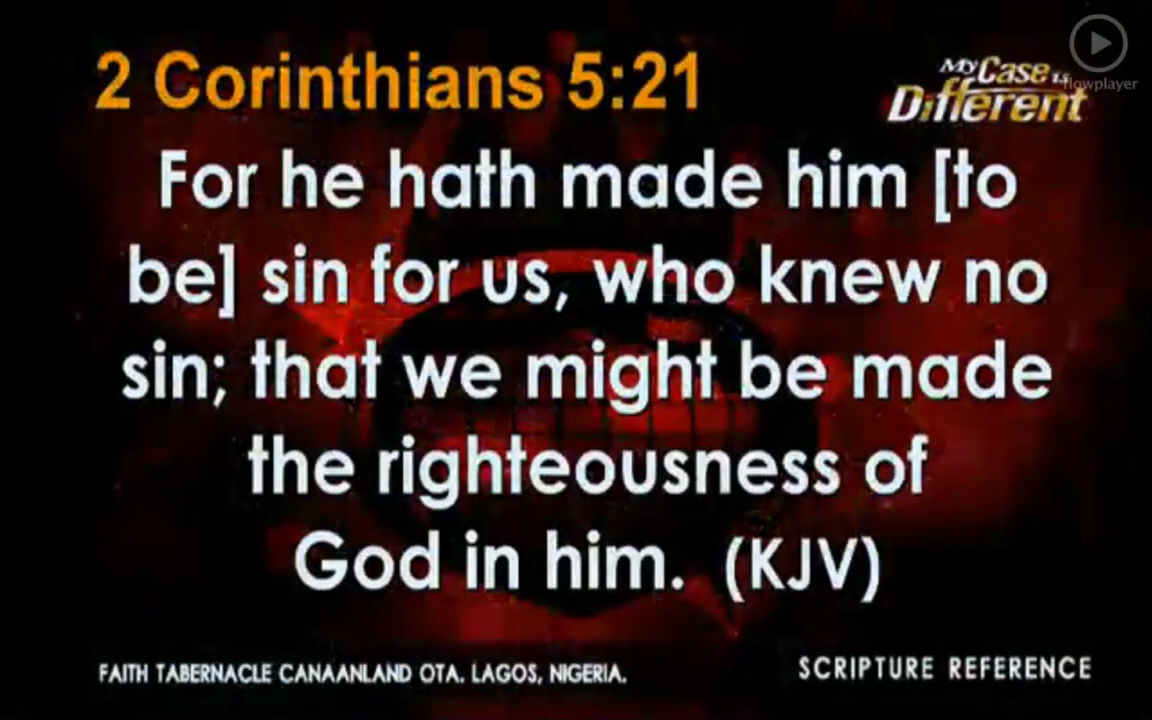 2 Corinthians 5:21
My Case is
Different
flowplayer
For he hath made him [to
be] sin for us, who knew no
sin; that we might be made
the righteousness of
God in him. (KJV)
FAITH TABERNACLE CANAANLAND OTA. LAGOS, NIGERIA.
SCRIPTURE REFERENCE